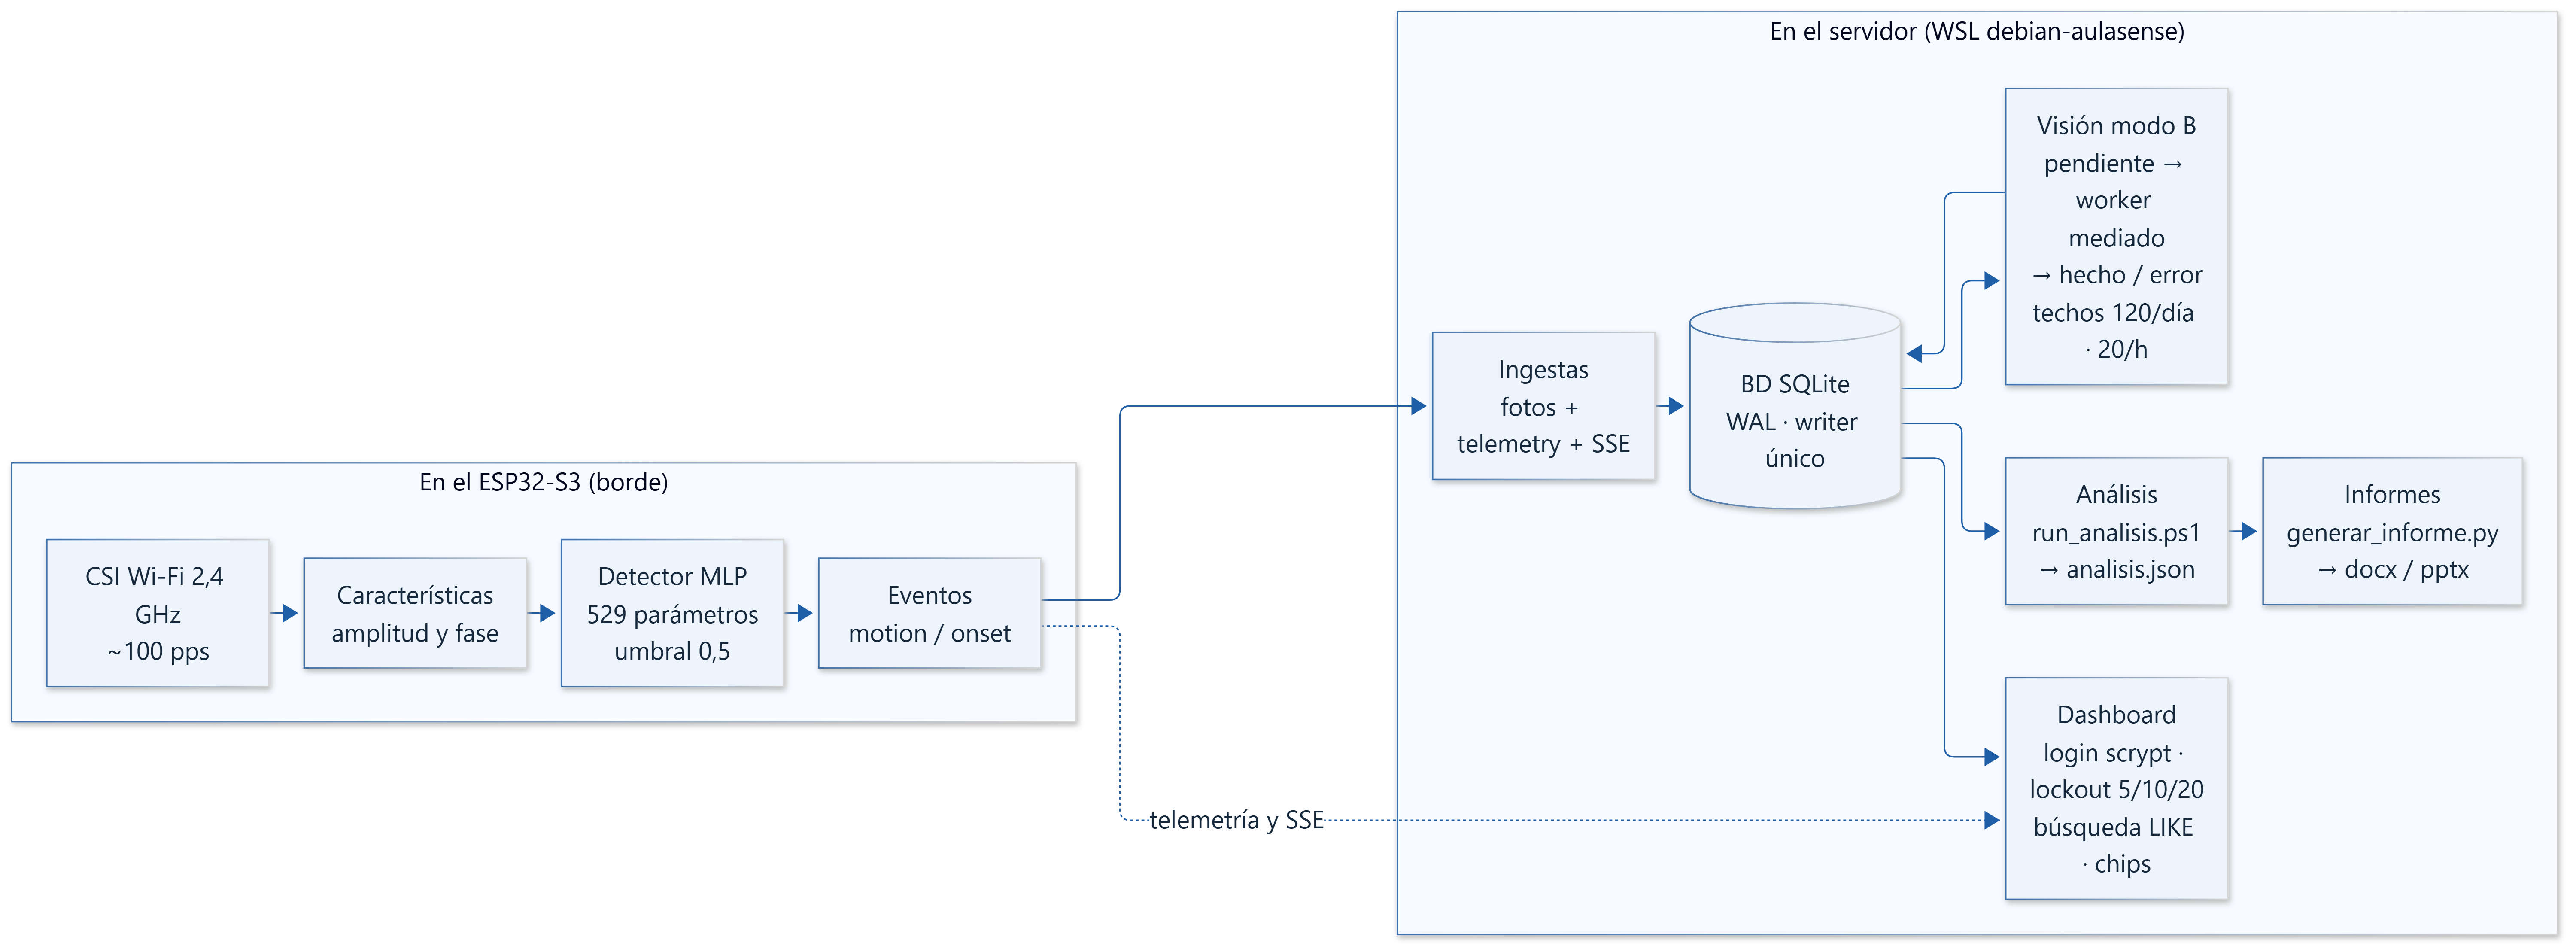 En el servidor (WSL debian-aulasense)
Visión modo B
pendiente →
worker
mediado
→ hecho / error
techos 120/día
· 20/h
Ingestas
fotos +
telemetry + SSE
BD SQLite
WAL · writer
único
En el ESP32-S3 (borde)
CSI Wi-Fi 2,4
GHz
~100 pps
Características
amplitud y fase
Detector MLP
529 parámetros
umbral 0,5
Eventos
motion / onset
Análisis
run_analisis.ps1
→ analisis.json
Informes
generar_informe.py
→ docx / pptx
Dashboard
login scrypt ·
lockout 5/10/20
búsqueda LIKE
· chips
telemetría y SSE